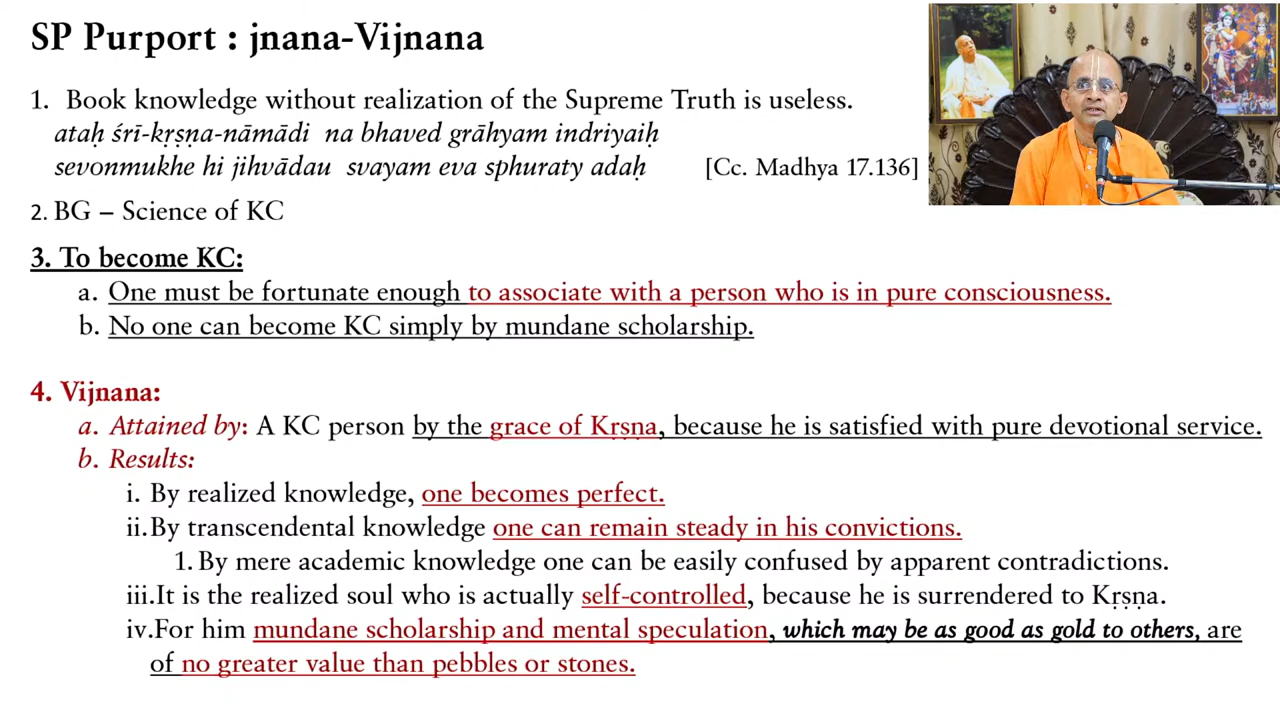 SP Purport : jnana-Vijnana
1. Book knowledge without realization of the Supreme Truth is useless.
ataḥ śrī-kṛṣṇa-nāmādi na bhaved grāhyam indriyaiḥ
sevonmukhe hi jihvādau svayam eva sphuraty adaḥ [Cc. Madhya 17.136]
2. BG – Science of KC
3. To become KC:
a. One must be fortunate enough to associate with a person who is in pure consciousness.
b. No one can become KC simply by mundane scholarship.
4. Vijnana:
a. Attained by: A KC person by the grace of Kṛṣṇa, because he is satisfied with pure devotional service.
b. Results:
i. By realized knowledge, one becomes perfect.
ii.By transcendental knowledge one can remain steady in his convictions.
1. By mere academic knowledge one can be easily confused by apparent contradictions.
iii.It is the realized soul who is actually self-controlled, because he is surrendered to Kṛṣṇa.
iv.For him mundane scholarship and mental speculation, which may be as good as gold to others, are
of no greater value than pebbles or stones.